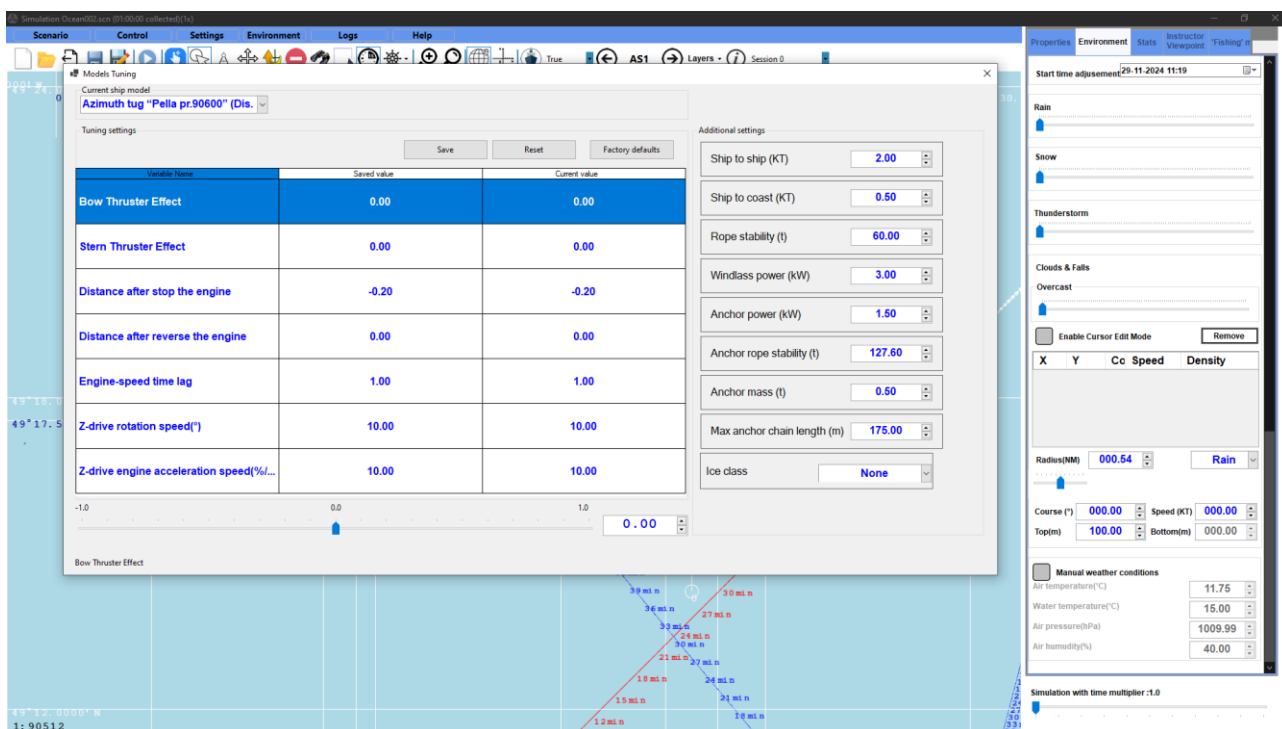 Simulation Ocean002.scn (01:00:00 collected)(1x)
Scenario Control Settings Environment Logs Help
True AS1 Layers - Session 0
Models Tuning
Current ship model
Azimuth tug "Pella pr.90600" (Dis.
Tuning settings
Save Reset Factory defaults
Variable Name Saved value Current value
Bow Thruster Effect 0.00 0.00
Stern Thruster Effect 0.00 0.00
Distance after stop the engine -0.20 -0.20
Distance after reverse the engine 0.00 0.00
Engine-speed time lag 1.00 1.00
Z-drive rotation speed(°) 10.00 10.00
Z-drive engine acceleration speed(%/... 10.00 10.00
-1.0 0.0 1.0
0.00
Bow Thruster Effect
Additional settings
Ship to ship (KT) 2.00
Ship to coast (KT) 0.50
Rope stability (t) 60.00
Windlass power (kW) 3.00
Anchor power (kW) 1.50
Anchor rope stability (t) 127.60
Anchor mass (t) 0.50
Max anchor chain length (m) 175.00
Ice class None
49°17.5
39 min
36 min
33 min
30 min
27 min
24 min
21 min
18 min
30 min
27 min
24 min
21 min
18 min
15 min
12 min
49°12.0000' N
1: 90512
Properties Environment Stats Instructor Viewpoint 'Fishing' m
Start time adjusement 29-11-2024 11:19
Rain
Snow
Thunderstorm
Clouds & Falls
Overcast
Enable Cursor Edit Mode Remove
X Y Cc Speed Density
Radius(NM) 000.54 Rain
Course (°) 000.00 Speed (KT) 000.00
Top(m) 100.00 Bottom(m) 000.00
Manual weather conditions
Air temperature(°C) 11.75
Water temperature(°C) 15.00
Air pressure(hPa) 1009.99
Air humudity(%) 40.00
Simulation with time multiplier :1.0